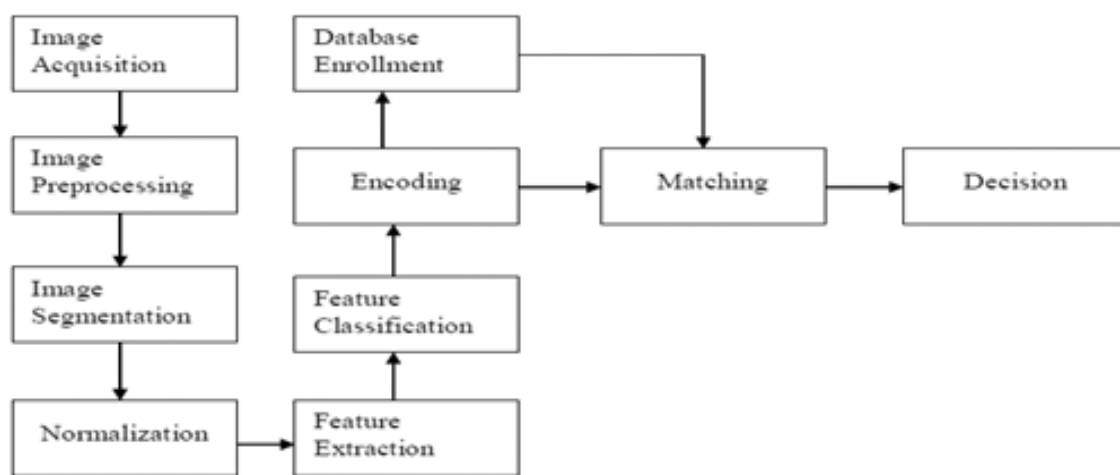 Image
Acquisition
Image
Preprocessing
Image
Segmentation
Normalization
Database
Enrollment
Encoding
Feature
Classification
Feature
Extraction
Matching
Decision